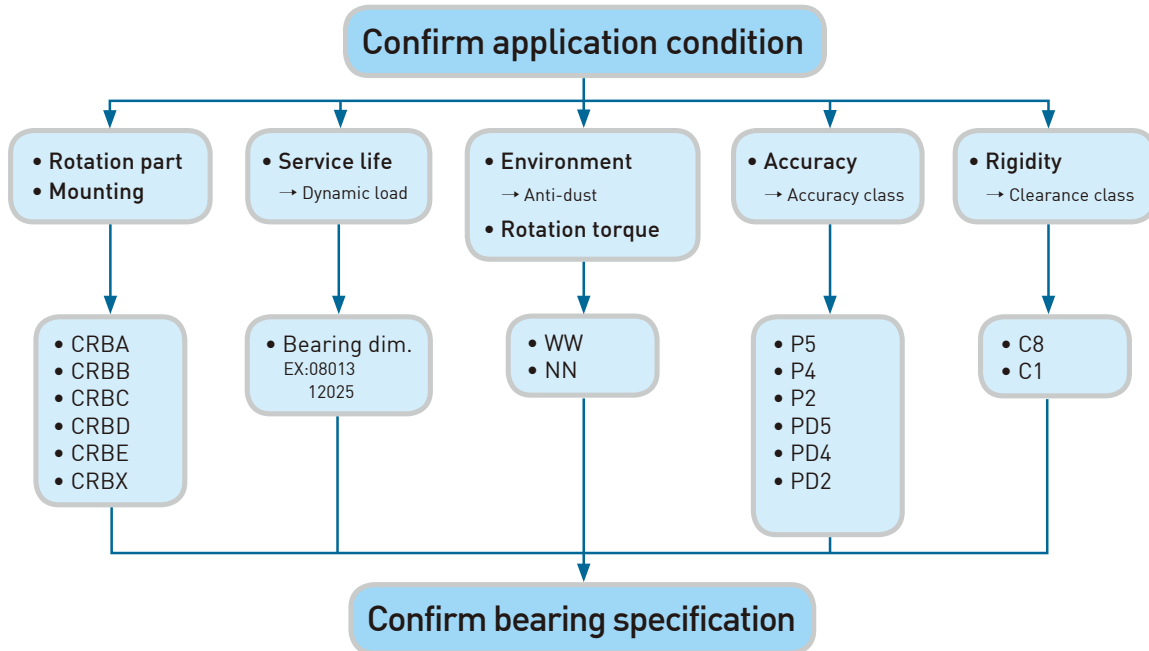 Confirm application condition
• Rotation part
• Mounting
• Service life
→ Dynamic load
• Environment
→ Anti-dust
• Rotation torque
• Accuracy
→ Accuracy class
• Rigidity
→ Clearance class
• CRBA
• CRBB
• CRBC
• CRBD
• CRBE
• CRBX
• Bearing dim.
EX:08013
12025
• WW
• NN
• P5
• P4
• P2
• PD5
• PD4
• PD2
• C8
• C1
Confirm bearing specification